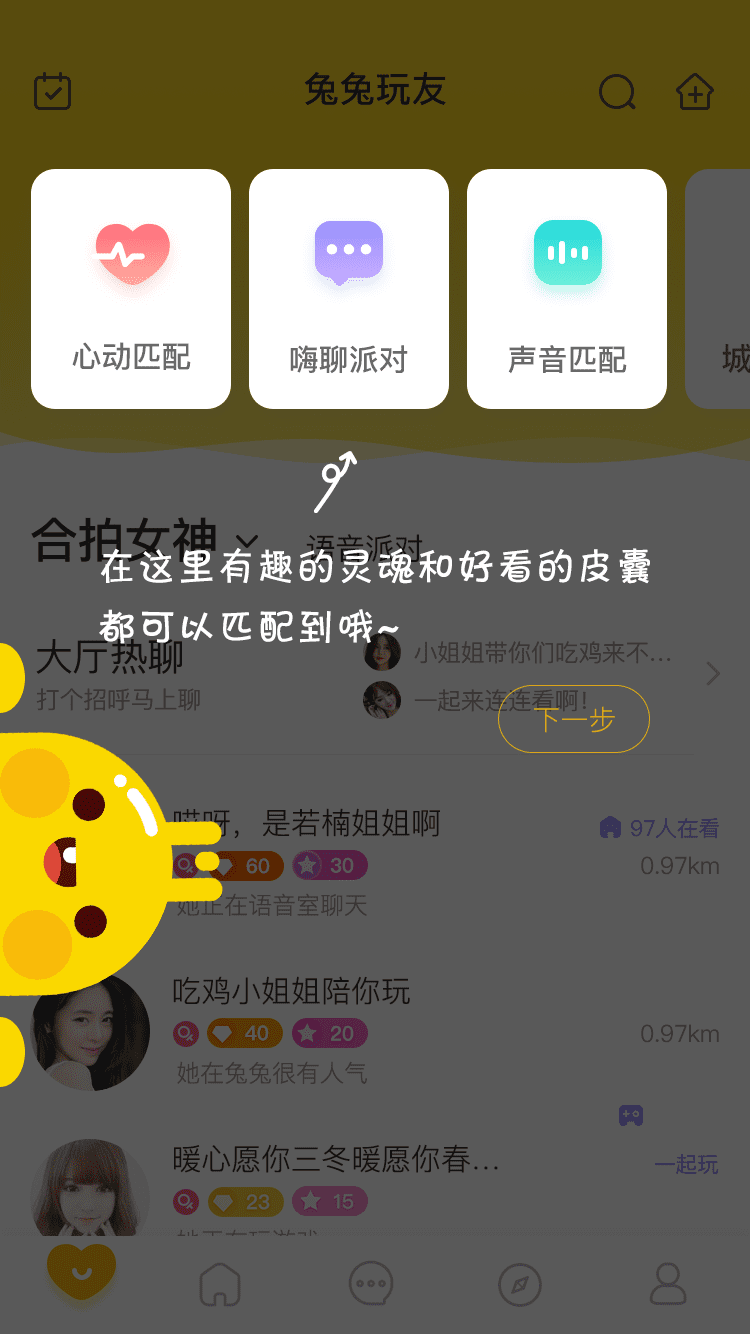 兔兔玩友
心动匹配
嗨聊派对
声音匹配
城
合拍女神
语音派对
在这里有趣的灵魂和好看的皮囊
都可以匹配到哦~
大厅热聊
小姐姐带你们吃鸡来不...
打个招呼马上聊
一起来连连看啊！
下一步
哎呀，是若楠姐姐啊
97人在看
60
30
0.97km
她正在语音室聊天
吃鸡小姐姐陪你玩
40
20
0.97km
她在兔兔很有人气
暖心愿你三冬暖愿你春...
一起玩
23
15